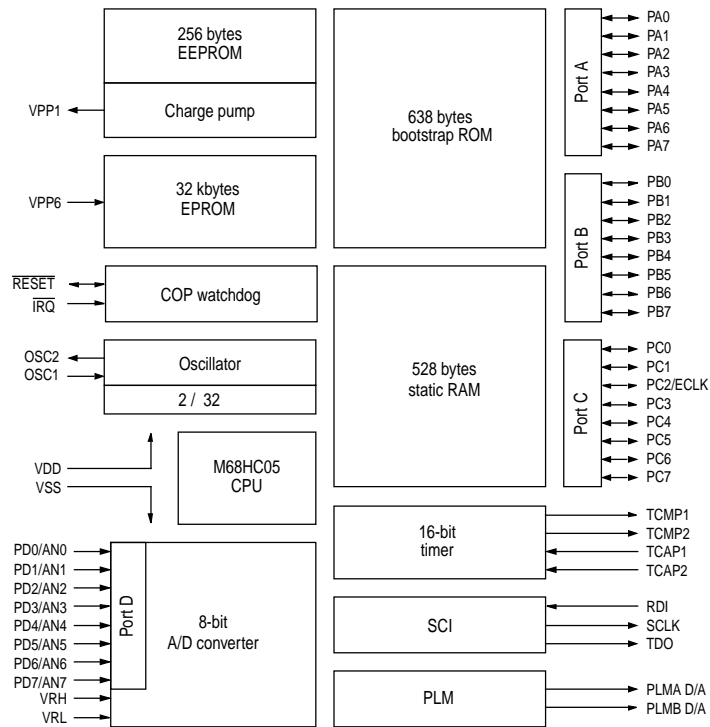 256 bytes
EEPROM
Charge pump
VPP1
32 kbytes
EPROM
VPP6
RESET
IRQ
COP watchdog
OSC2
OSC1
Oscillator
2 / 32
VDD
VSS
M68HC05
CPU
PD0/AN0
PD1/AN1
PD2/AN2
PD3/AN3
PD4/AN4
PD5/AN5
PD6/AN6
PD7/AN7
VRH
VRL
Port D
8-bit
A/D converter
638 bytes
bootstrap ROM
528 bytes
static RAM
16-bit
timer
SCI
PLM
Port A
PA0
PA1
PA2
PA3
PA4
PA5
PA6
PA7
Port B
PB0
PB1
PB2
PB3
PB4
PB5
PB6
PB7
Port C
PC0
PC1
PC2/ECLK
PC3
PC4
PC5
PC6
PC7
TCMP1
TCMP2
TCAP1
TCAP2
RDI
SCLK
TDO
PLMA D/A
PLMB D/A